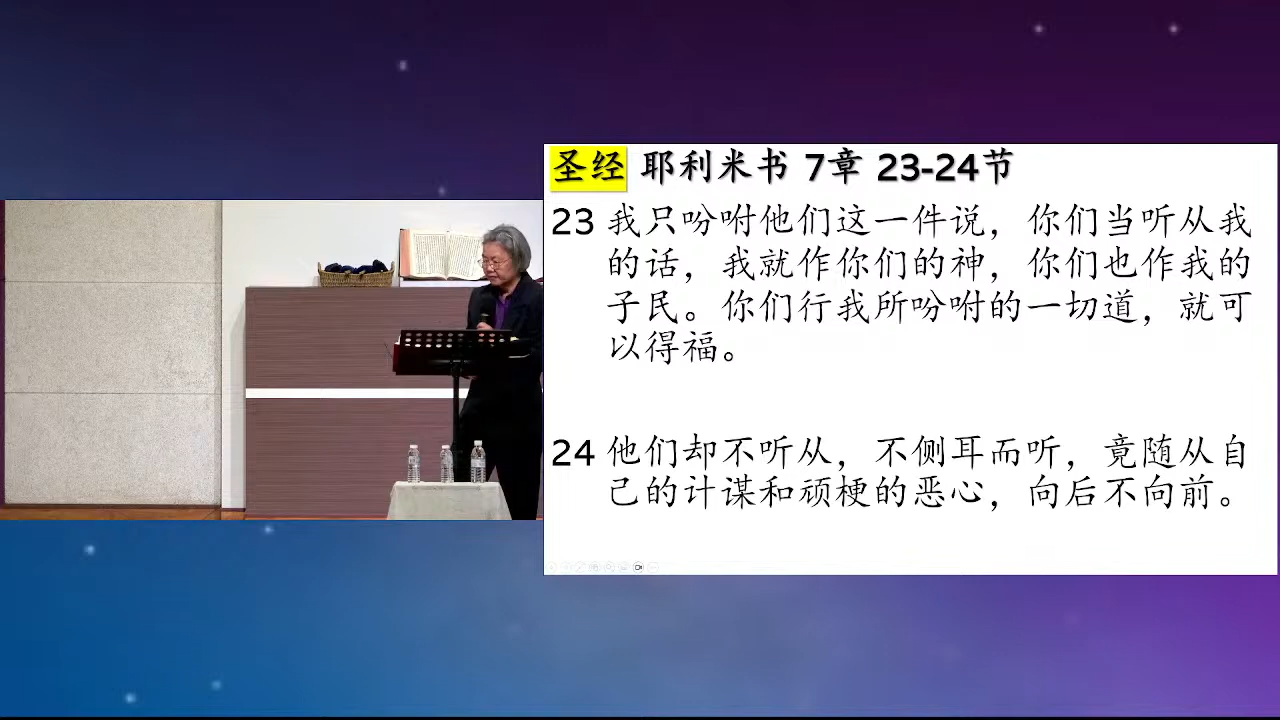 圣经 耶利米书 7章 23-24节
23 我只吩咐他们这一件说，你们当听从我
的话，我就作你们的神，你们也作我的
子民。你们行我所吩咐的一切道，就可
以得福。
24 他们却不听从，不侧耳而听，竟随从自
己的计谋和顽梗的恶心，向后不向前。